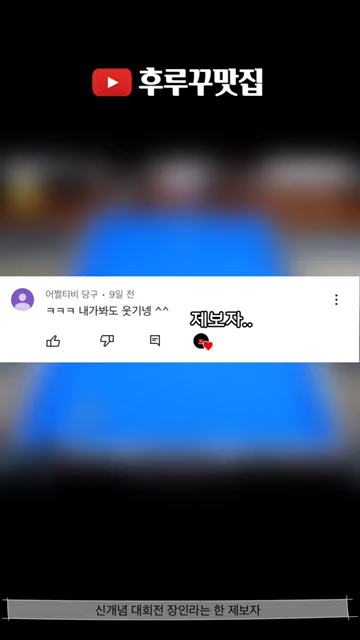 후루꾸맛집
어쩔티비 당구 • 9일 전
ㅋㅋㅋ 내가봐도 웃기넹 ^^
제보자..
신개념 대회전 장인라는 한 제보자